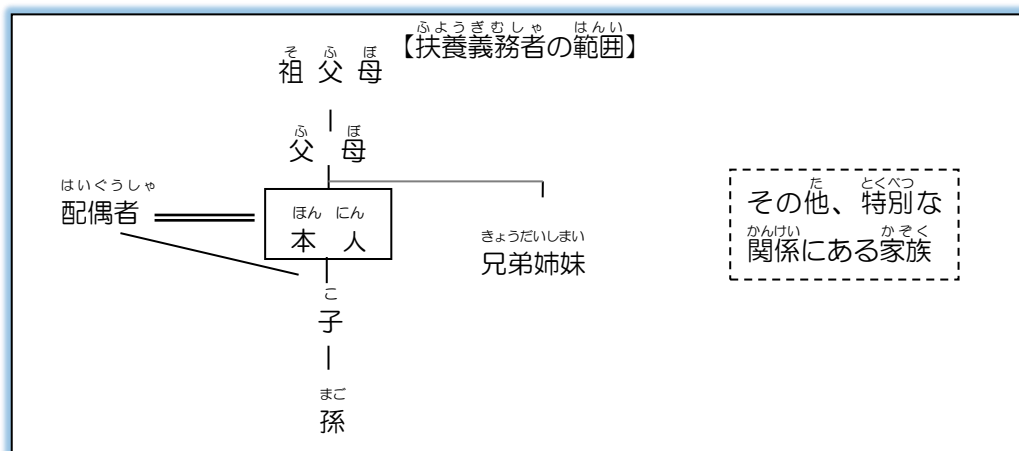 ふようぎむしゃ はんい
【扶養義務者の範囲】
そ ふ ぼ
祖 父 母
ふ ぼ
父 母
はいぐうしゃ
配偶者
ほん にん
本 人
きょうだいしまい
兄弟姉妹
た とくべつ
その他、特別な
かんけい かぞく
関係にある家族
こ
子
まご
孫